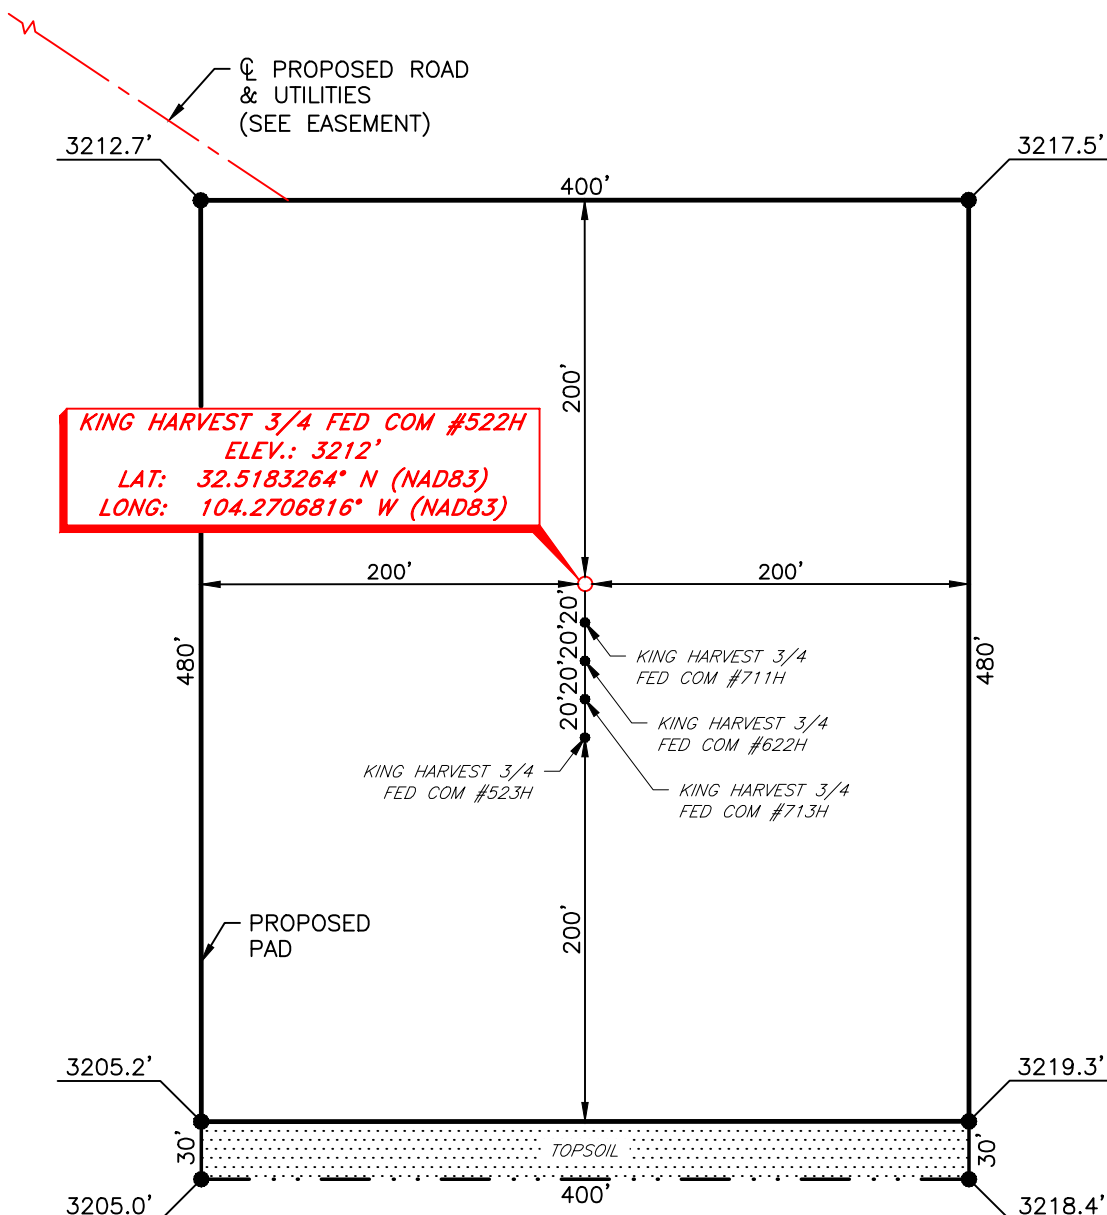 ℄ PROPOSED ROAD
& UTILITIES
(SEE EASEMENT)
3212.7'
3217.5'
400'
200'
KING HARVEST 3/4 FED COM #522H
ELEV.: 3212'
LAT: 32.5183264° N (NAD83)
LONG: 104.2706816° W (NAD83)
200'
200'
480'
480'
20'
20'
20'
20'
KING HARVEST 3/4
FED COM #711H
KING HARVEST 3/4
FED COM #622H
KING HARVEST 3/4
FED COM #523H
KING HARVEST 3/4
FED COM #713H
200'
PROPOSED
PAD
3205.2'
3219.3'
30'
TOPSOIL
30'
400'
3205.0'
3218.4'